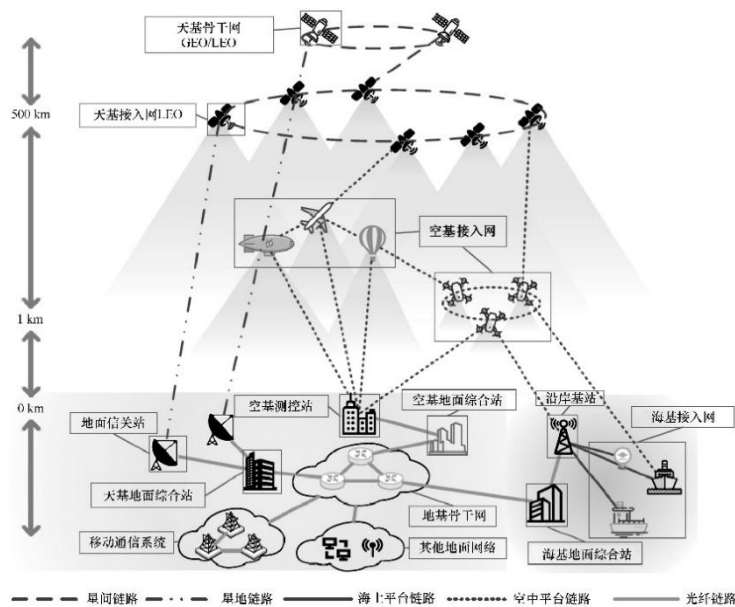 天基骨干网
GEO/LEO
500 km
天基接入网LEO
空基接入网
1 km
0 km
空基测控站
空基地面综合站
沿岸基站
地面信关站
海基接入网
天基地面综合站
地基骨干网
移动通信系统
其他地面网络
海基地面综合站
星间链路
星地链路
海上平台链路
空中平台链路
光纤链路